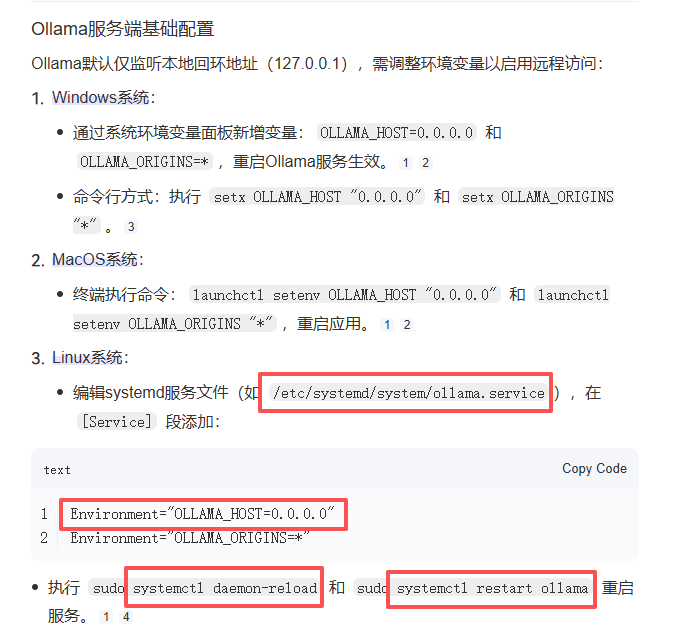 Ollama服务端基础配置
Ollama默认仅监听本地回环地址（127.0.0.1），需调整环境变量以启用远程访问：
1. Windows系统：
• 通过系统环境变量面板新增变量： OLLAMA_HOST=0.0.0.0 和
OLLAMA_ORIGINS=* ，重启Ollama服务生效。 1 2
• 命令行方式：执行 setx OLLAMA_HOST "0.0.0.0" 和 setx OLLAMA_ORIGINS
"*" 。 3
2. MacOS系统：
• 终端执行命令： launchctl setenv OLLAMA_HOST "0.0.0.0" 和 launchctl
setenv OLLAMA_ORIGINS "*" ，重启应用。 1 2
3. Linux系统：
• 编辑systemd服务文件（如 /etc/systemd/system/ollama.service ），在
[Service] 段添加：
text Copy Code
1 Environment="OLLAMA_HOST=0.0.0.0"
2 Environment="OLLAMA_ORIGINS=*"
• 执行 sudo systemctl daemon-reload 和 sudo systemctl restart ollama 重启
服务。 1 4